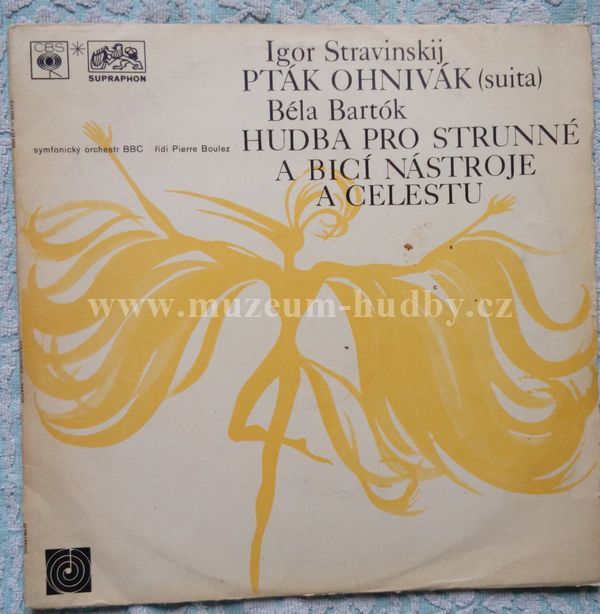 CBS
SUPRAPHON
Igor Stravinskij
PTÁK OHNIVÁK (suita)
Béla Bartók
HUDBA PRO STRUNNÉ
A BICÍ NÁSTROJE
A CELESTU
symfonický orchestr BBC řídí Pierre Boulez
www.muzeum-hudby.cz